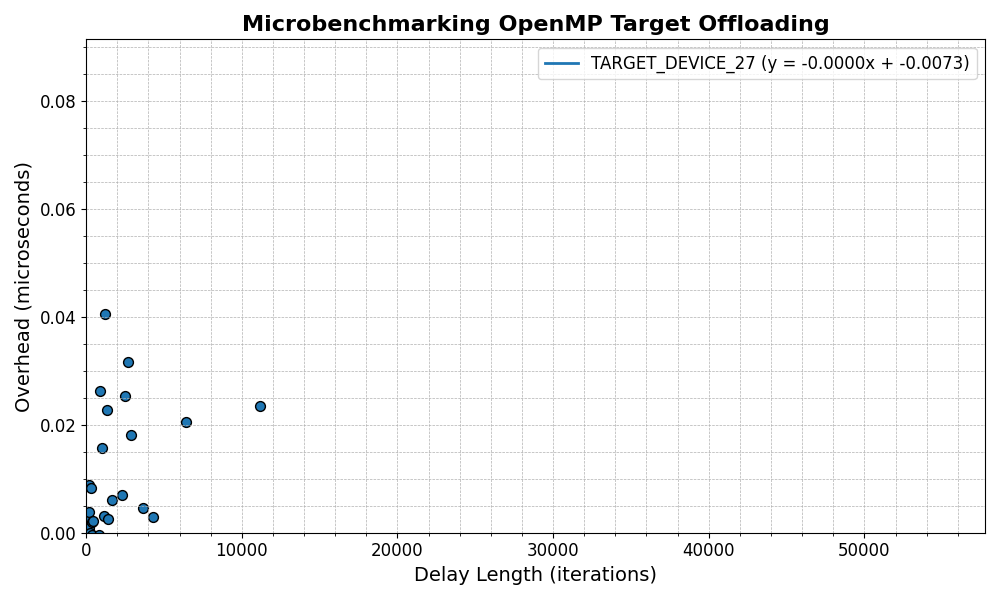 Microbenchmarking OpenMP Target Offloading
TARGET_DEVICE_27 (y = -0.0000x + -0.0073)
Overhead (microseconds)
0.08
0.06
0.04
0.02
0.00
0 10000 20000 30000 40000 50000
Delay Length (iterations)